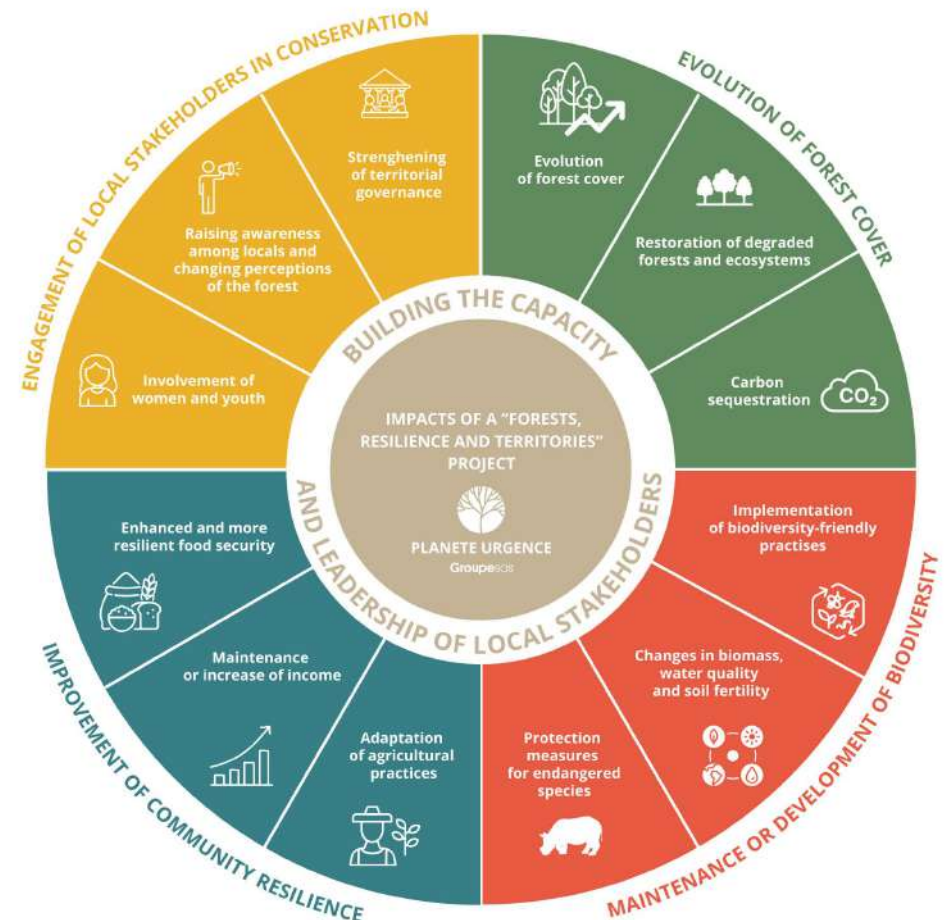 ENGAGEMENT OF LOCAL STAKEHOLDERS IN CONSERVATION
Strenghening
of territorial
governance
Raising awareness
among locals and
changing perceptions
of the forest
Involvement of
women and youth
EVOLUTION OF FOREST COVER
Evolution
of forest cover
Restoration of degraded
forests and ecosystems
Carbon
sequestration
CO₂
BUILDING THE CAPACITY
AND LEADERSHIP OF LOCAL STAKEHOLDERS
IMPACTS OF A “FORESTS,
RESILIENCE AND TERRITORIES”
PROJECT
PLANETE URGENCE
Groupesos
Enhanced and more
resilient food security
Maintenance
or increase of income
Adaptation
of agricultural
practices
IMPROVEMENT OF COMMUNITY RESILIENCE
Implementation
of biodiversity-friendly
practises
Changes in biomass,
water quality
and soil fertility
Protection
measures
for endangered
species
MAINTENANCE OR DEVELOPMENT OF BIODIVERSITY